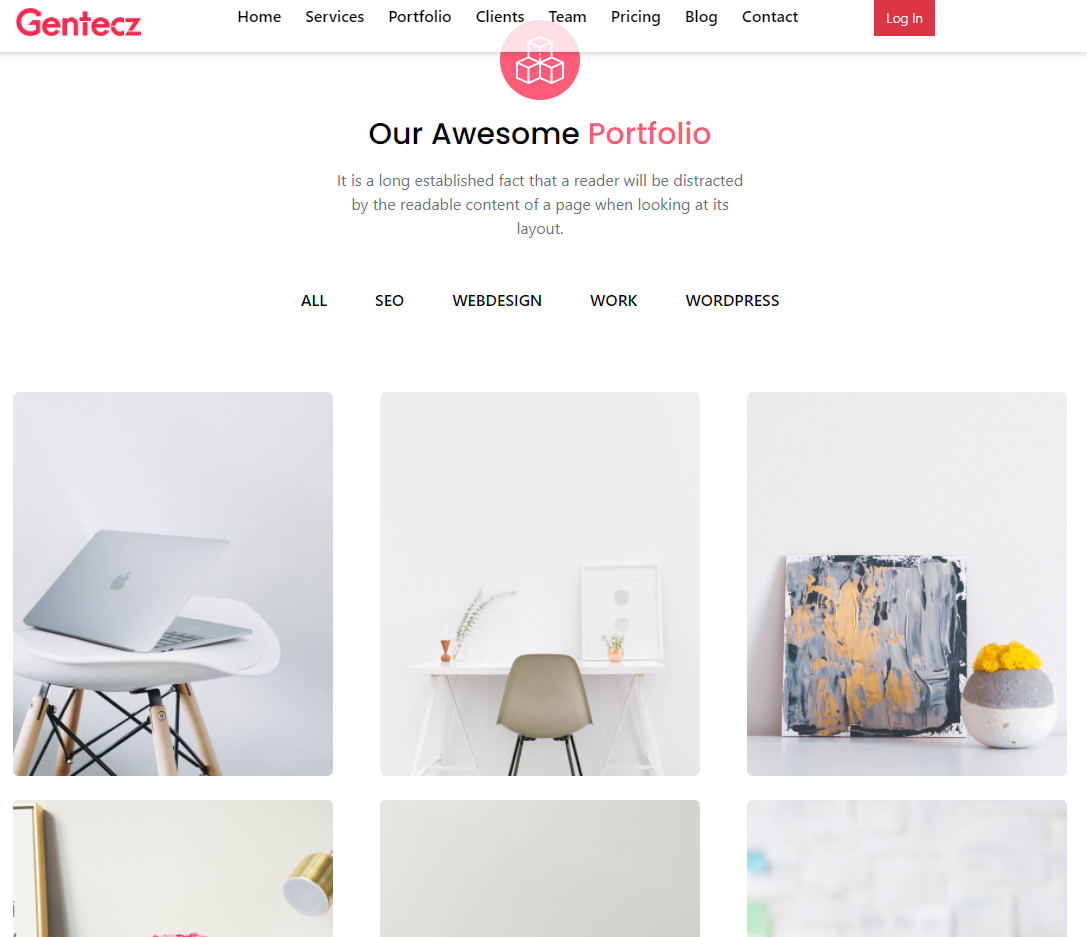 Gentecz
Home Services Portfolio Clients Team Pricing Blog Contact
Log In
Our Awesome Portfolio
It is a long established fact that a reader will be distracted
by the readable content of a page when looking at its
layout.
ALL SEO WEBDESIGN WORK WORDPRESS